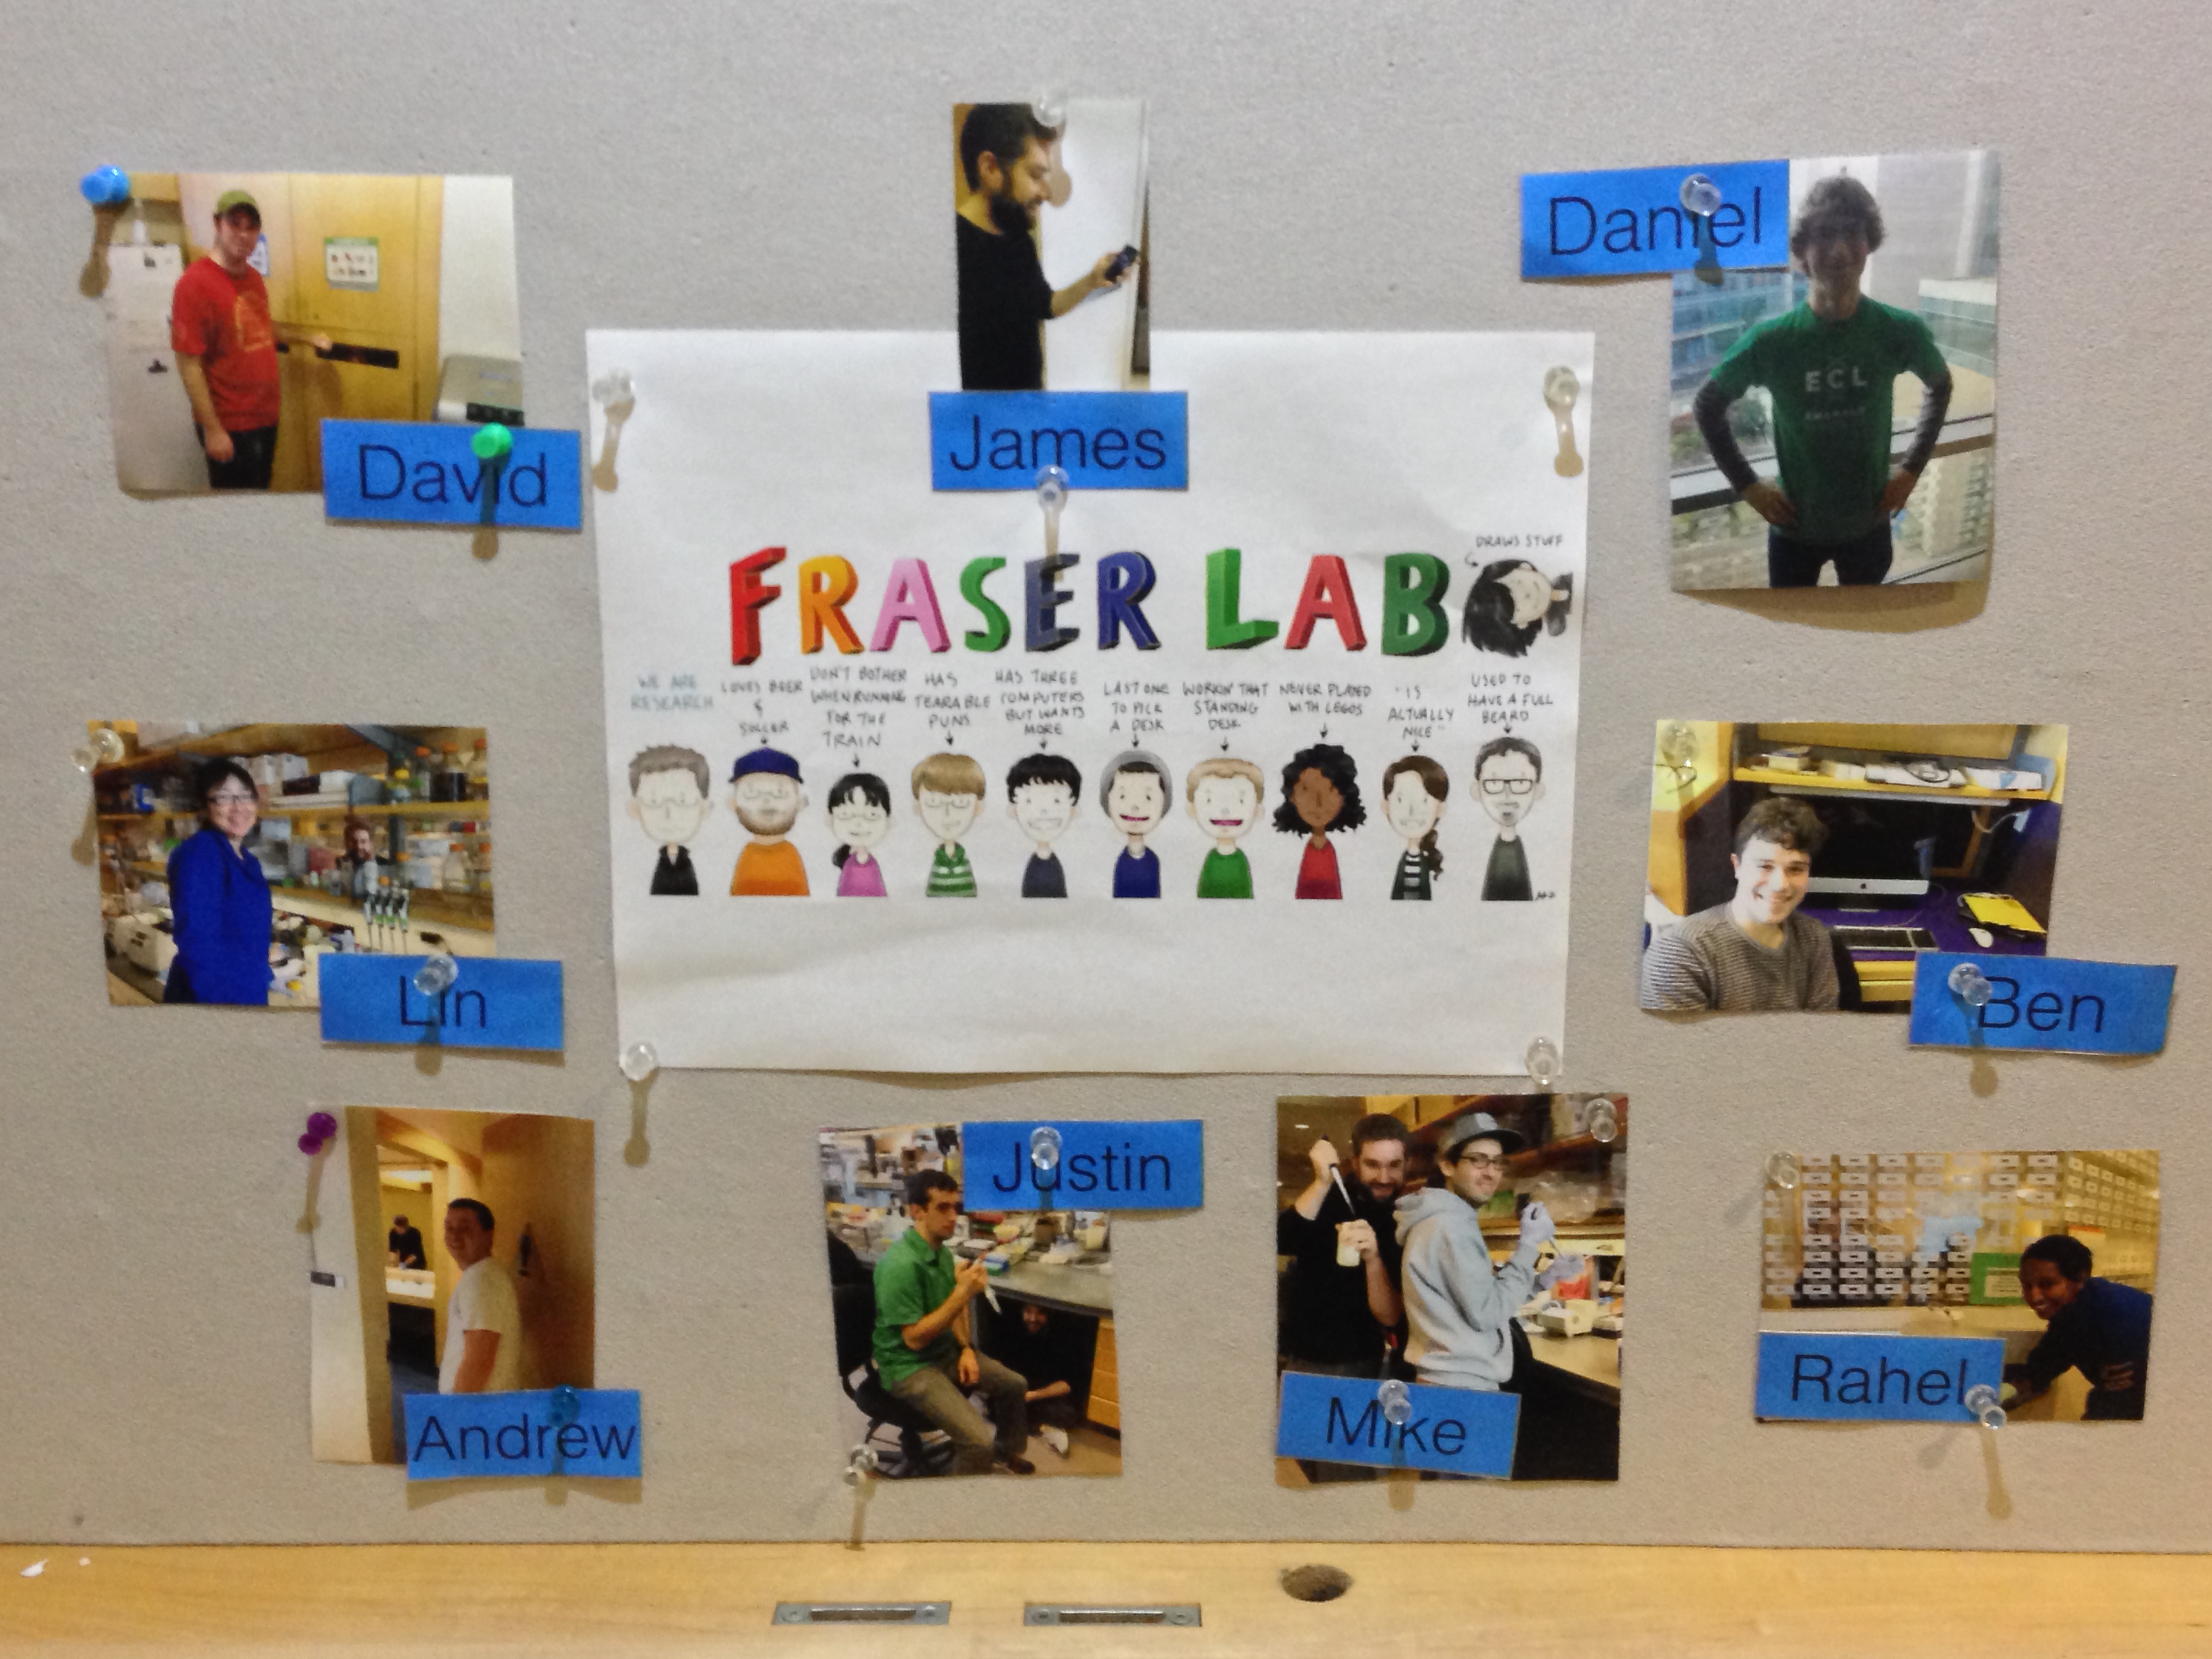 James
Daniel
ECL
EMERALD
David
FRASER LAB
DRAWS STUFF
WE ARE
RESEARCH
LOVES BEER
&
SOCCER
DON'T BOTHER
WHEN RUNNING
FOR THE
TRAIN
HAS
TEARABLE
PUNS
HAS THREE
COMPUTERS
BUT WANTS
MORE
LAST ONE
TO PICK
A DESK
WORKIN THAT
STANDING
DESK
NEVER PLAYED
WITH LEGOS
"IS
ACTUALLY
NICE"
USED TO
HAVE A FULL
BEARD
Lin
Ben
Andrew
Justin
Mike
Rahel